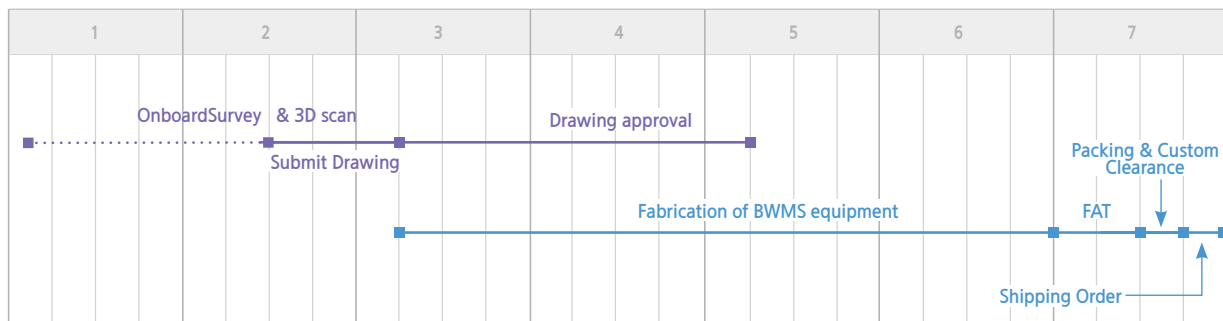 1 2 3 4 5 6 7
OnboardSurvey & 3D scan
Drawing approval
Submit Drawing
Packing & Custom
Clearance
Fabrication of BWMS equipment
FAT
Shipping Order